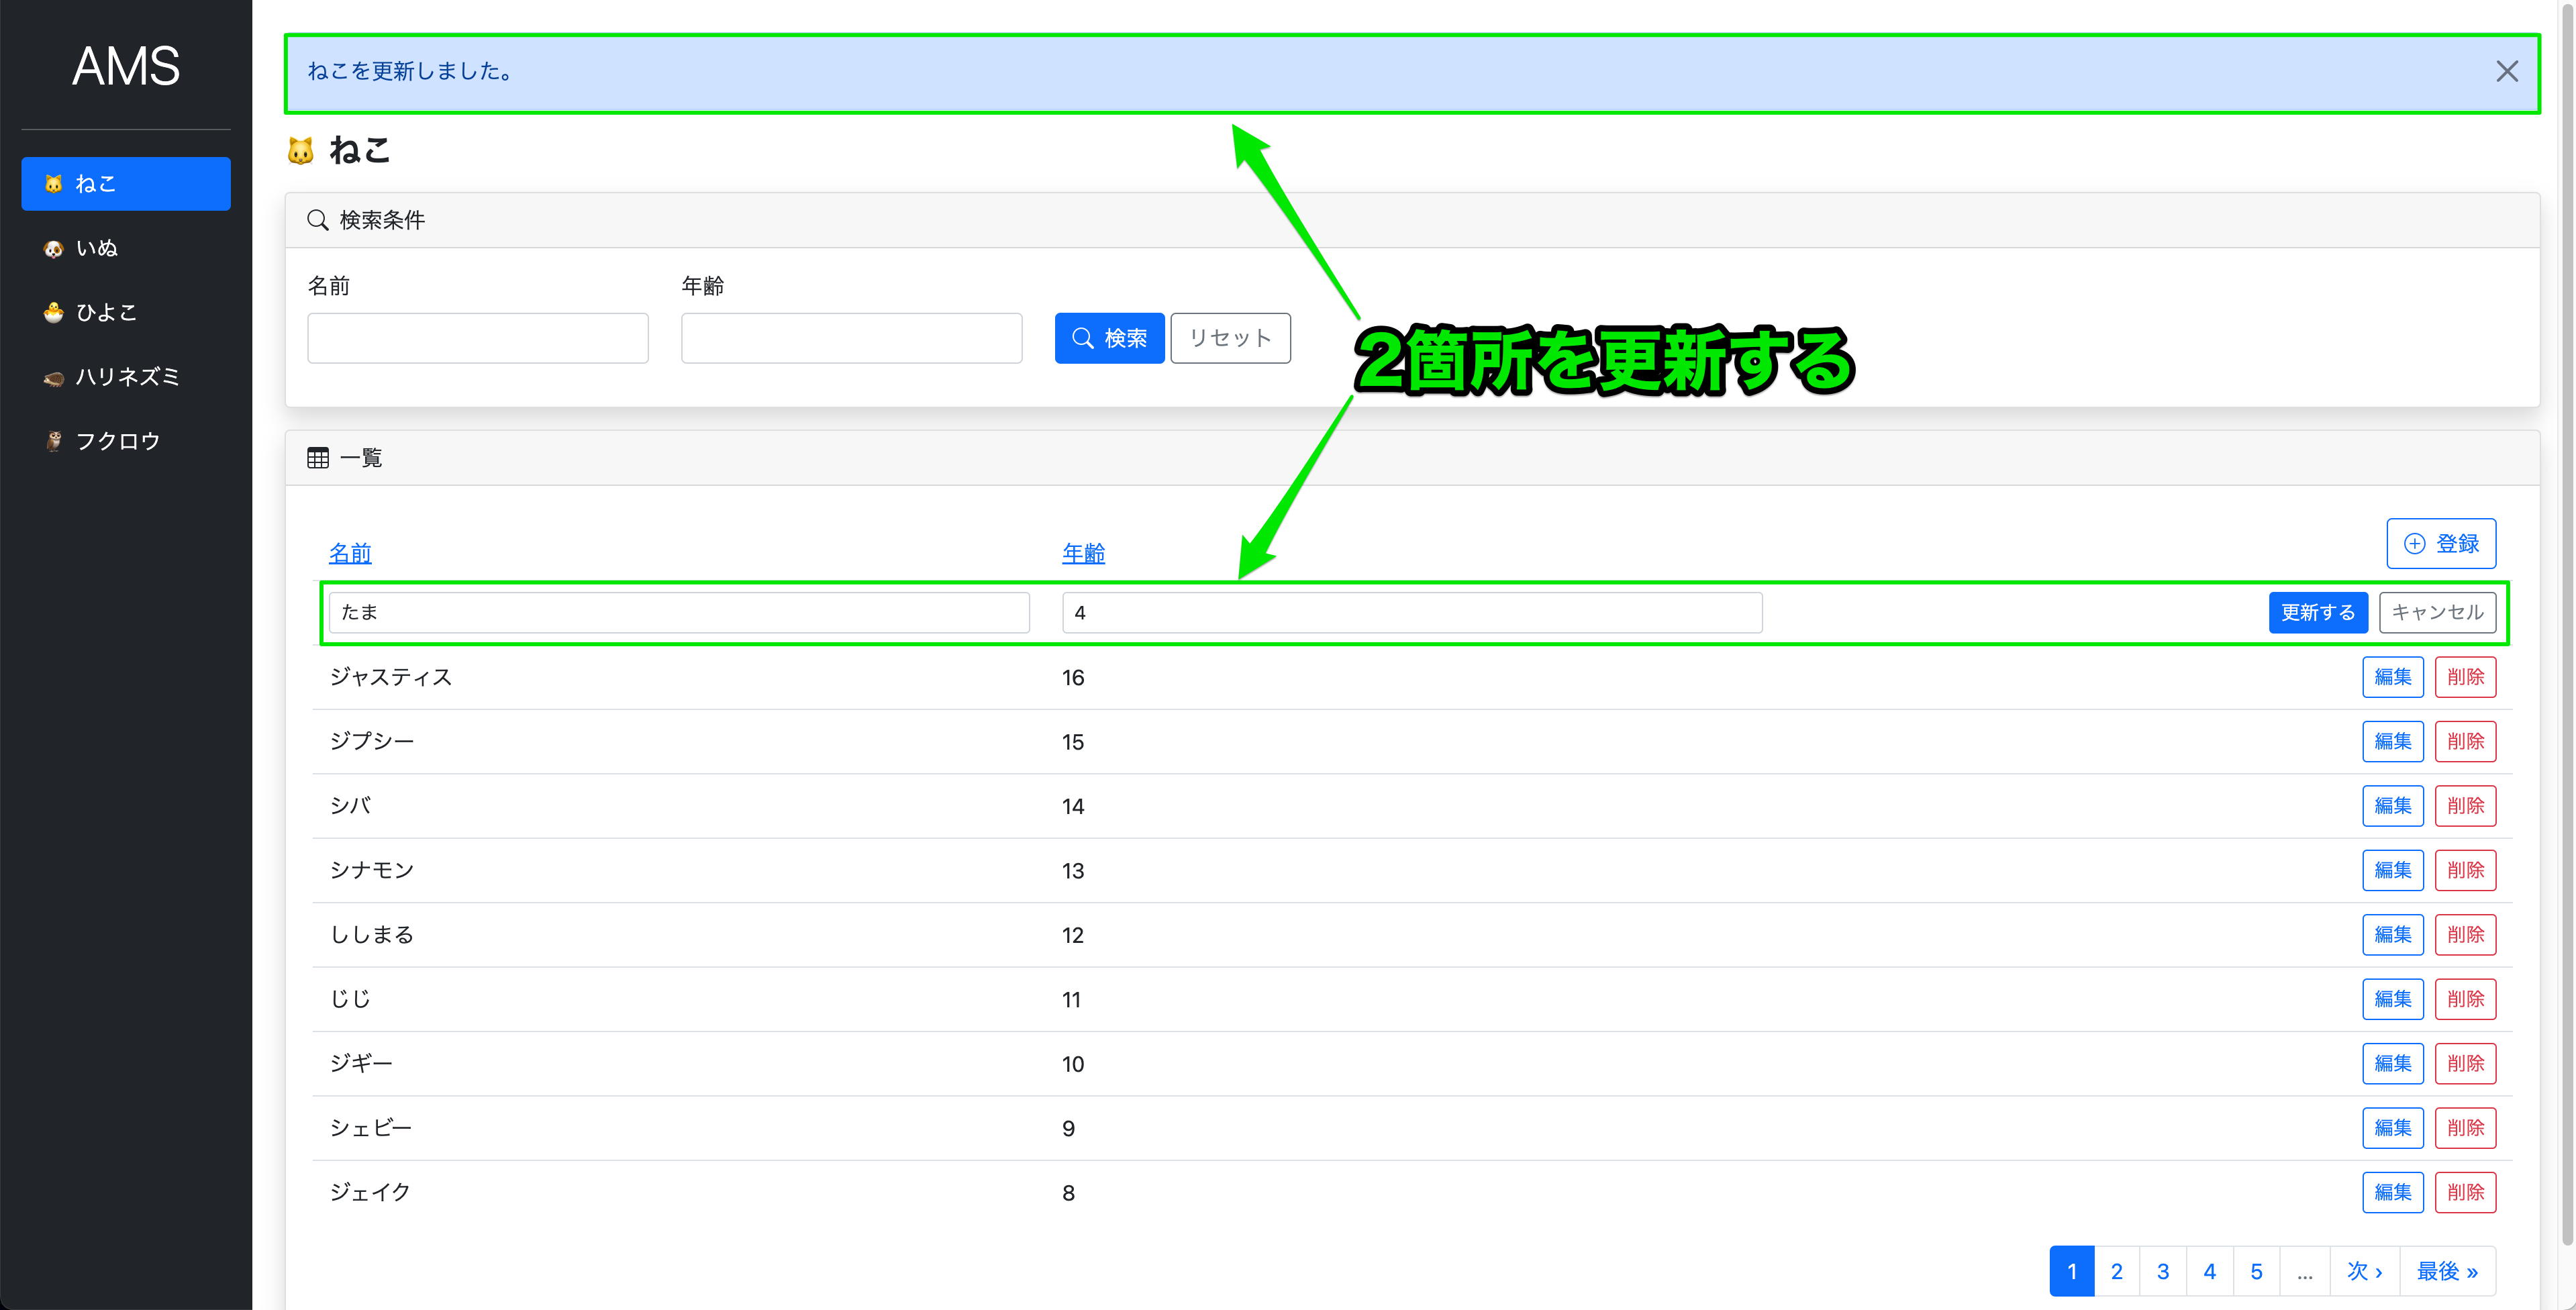 AMS
ねこ
いぬ
ひよこ
ハリネズミ
フクロウ
ねこを更新しました。
ねこ
検索条件
名前 年齢
検索 リセット
2箇所を更新する
一覧
名前 年齢 登録
たま 4 更新する キャンセル
ジャスティス 16 編集 削除
ジプシー 15 編集 削除
シバ 14 編集 削除
シナモン 13 編集 削除
ししまる 12 編集 削除
じじ 11 編集 削除
ジギー 10 編集 削除
シェビー 9 編集 削除
ジェイク 8 編集 削除
1 2 3 4 5 ... 次 › 最後 »